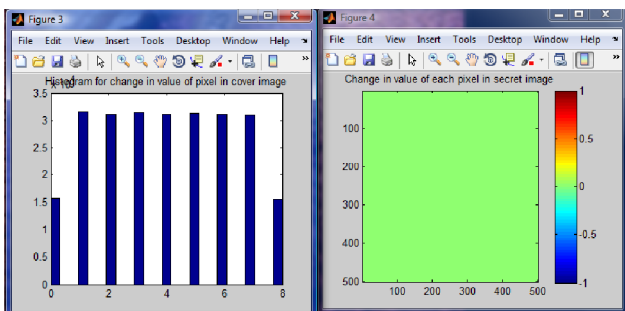 Figure 3
File Edit View Insert Tools Desktop Window Help
Histogram for change in value of pixel in cover image
3.5
3
2.5
2
1.5
1
0.5
0
0 2 4 6 8
Figure 4
File Edit View Insert Tools Desktop Window Help
Change in value of each pixel in secret image
100
200
300
400
500
100 200 300 400 500
1
0.5
0
-0.5
-1